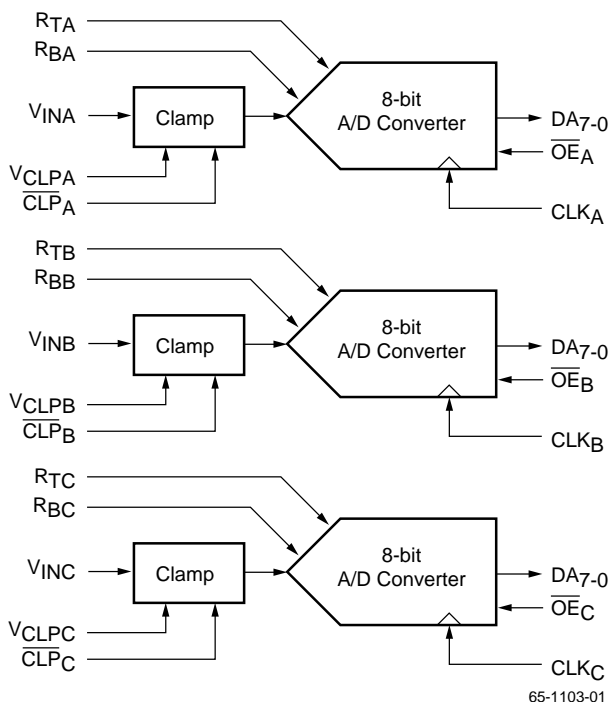 RTA
RBA
VINA
Clamp
8-bit
A/D Converter
DA7-0
OEA
VCLPA
CLPA
CLKA
RTB
RBB
VINB
Clamp
8-bit
A/D Converter
DA7-0
OEB
VCLPB
CLPB
CLKB
RTC
RBC
VINC
Clamp
8-bit
A/D Converter
DA7-0
OEC
VCLPC
CLPC
CLKC
65-1103-01